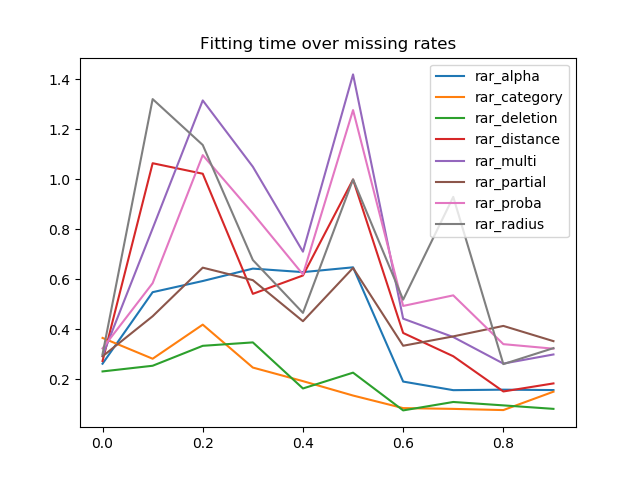 Fitting time over missing rates
1.4
1.2
1.0
0.8
0.6
0.4
0.2
0.0
0.2
0.4
0.6
0.8
rar_alpha
rar_category
rar_deletion
rar_distance
rar_multi
rar_partial
rar_proba
rar_radius